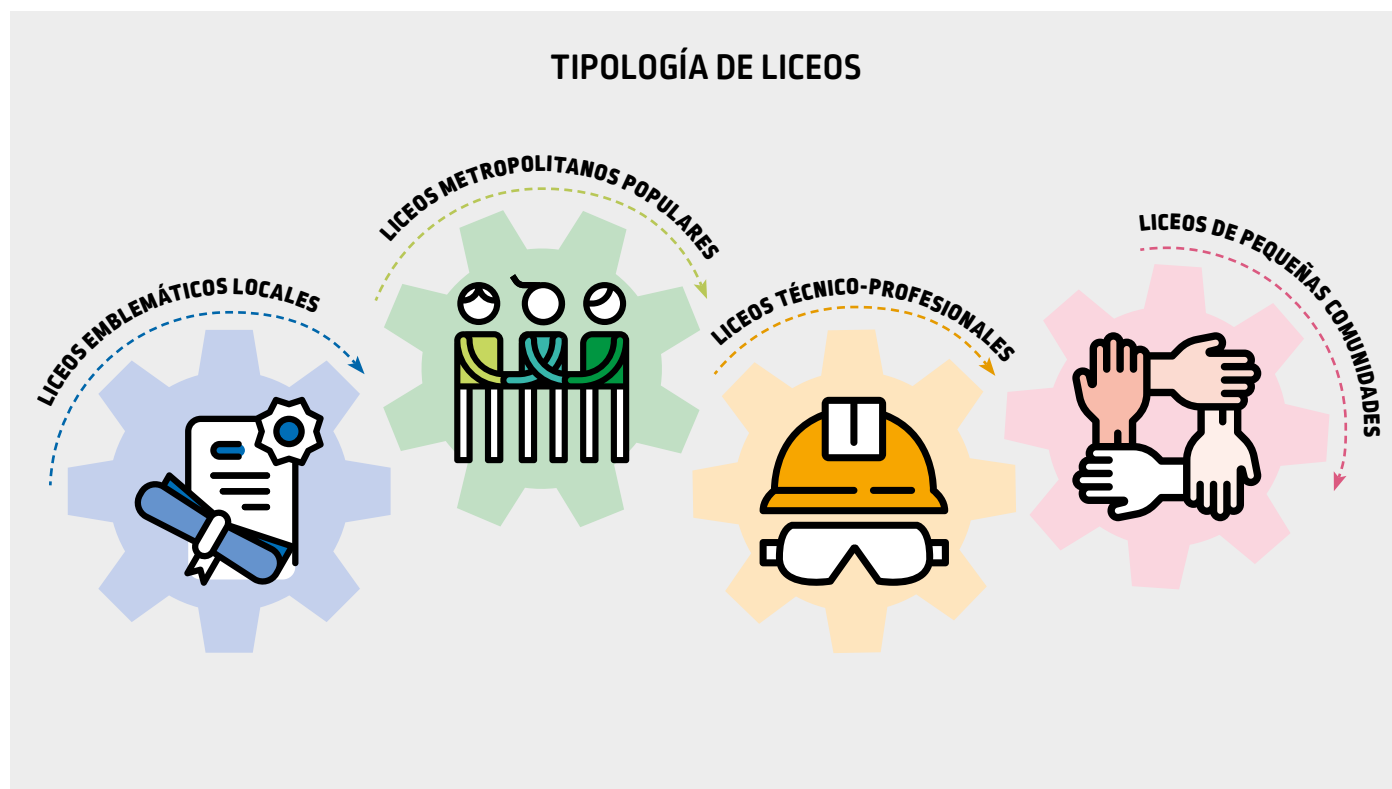 TIPOLOGÍA DE LICEOS
LICEOS EMBLEMÁTICOS LOCALES
LICEOS METROPOLITANOS POPULARES
LICEOS TÉCNICO-PROFESIONALES
LICEOS DE PEQUEÑAS COMUNIDADES